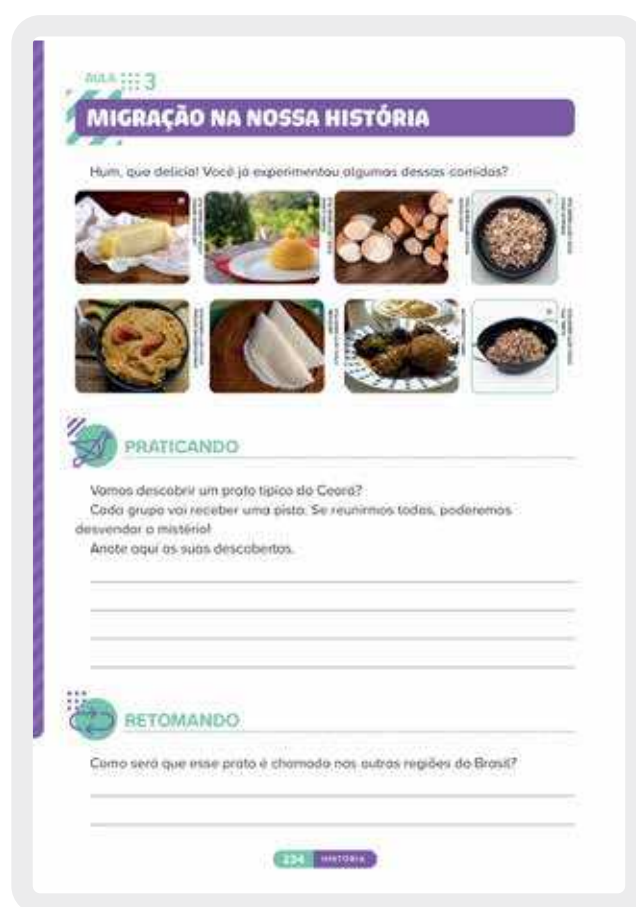 AULA 3
MIGRAÇÃO NA NOSSA HISTÓRIA
Hum, que delícia! Você já experimentou algumas dessas comidas?
PRATICANDO
Vamos descobrir um prato típico do Ceará?
Cada grupo vai receber uma pista. Se reunirmos todas, poderemos
desvendar o mistério!
Anote aqui as suas descobertas.
RETOMANDO
Como será que esse prato é chamado nas outras regiões do Brasil?
234 HISTÓRIA